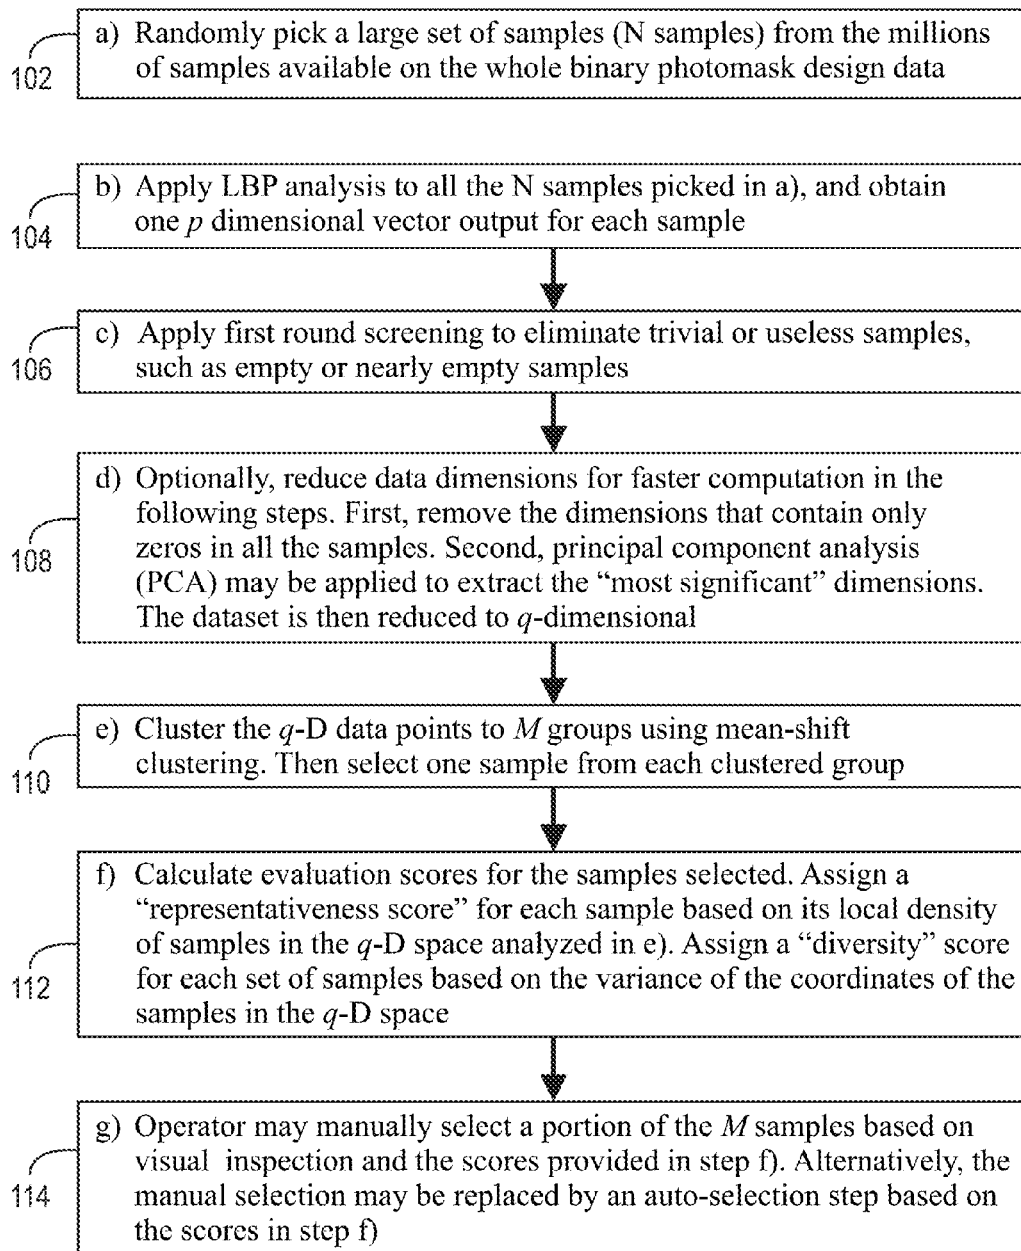 a) Randomly pick a large set of samples (N samples) from the millions
of samples available on the whole binary photomask design data
102
b) Apply LBP analysis to all the N samples picked in a), and obtain
one p dimensional vector output for each sample
104
c) Apply first round screening to eliminate trivial or useless samples,
such as empty or nearly empty samples
106
d) Optionally, reduce data dimensions for faster computation in the
following steps. First, remove the dimensions that contain only
zeros in all the samples. Second, principal component analysis
(PCA) may be applied to extract the “most significant” dimensions.
The dataset is then reduced to q-dimensional
108
e) Cluster the q-D data points to M groups using mean-shift
clustering. Then select one sample from each clustered group
110
f) Calculate evaluation scores for the samples selected. Assign a
“representativeness score” for each sample based on its local density
of samples in the q-D space analyzed in e). Assign a “diversity” score
for each set of samples based on the variance of the coordinates of the
samples in the q-D space
112
g) Operator may manually select a portion of the M samples based on
visual inspection and the scores provided in step f). Alternatively, the
manual selection may be replaced by an auto-selection step based on
the scores in step f)
114